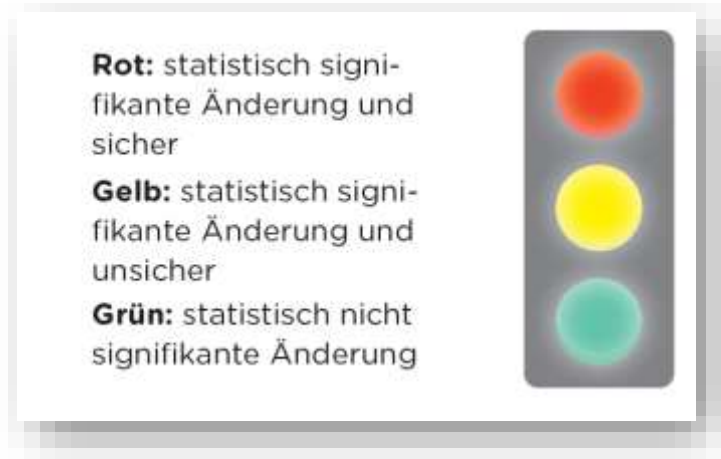 Rot: statistisch signi-
fikante Änderung und
sicher
Gelb: statistisch signi-
fikante Änderung und
unsicher
Grün: statistisch nicht
signifikante Änderung